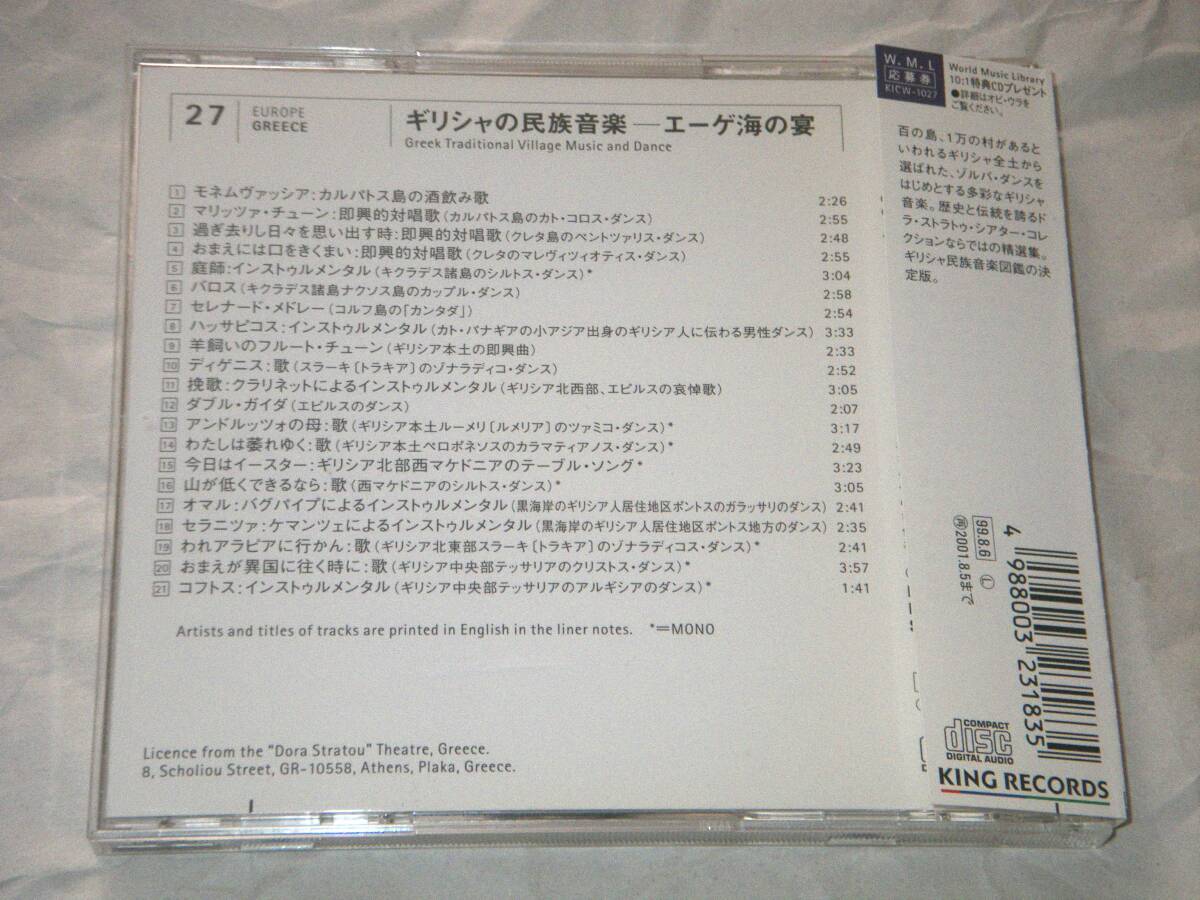 27
EUROPE
GREECE
ギリシャの民族音楽—エーゲ海の宴
Greek Traditional Village Music and Dance
1 モネムヴァッシア:カルパトス島の酒飲み歌 2:26
2 マリッツァ・チューン:即興的対唱歌(カルパトス島のカト・コロス・ダンス) 2:55
3 過ぎ去りし日々を思い出す時:即興的対唱歌(クレタ島のペントツァリス・ダンス) 2:48
4 おまえには口をきくまい:即興的対唱歌(クレタのマレヴィツィオティス・ダンス) 2:55
5 庭師:インストゥルメンタル(キクラデス諸島のシルトス・ダンス)* 3:04
6 バロス(キクラデス諸島ナクソス島のカップル・ダンス) 2:58
7 セレナード・メドレー(コルフ島の「カンタダ」) 2:54
8 ハッサピコス:インストゥルメンタル(カト・パナギアの小アジア出身のギリシア人に伝わる男性ダンス) 3:33
9 羊飼いのフルート・チューン(ギリシア本土の即興曲) 2:33
10 ディゲニス:歌(スラーキ〔トラキア〕のゾナラディコ・ダンス) 2:52
11 挽歌:クラリネットによるインストゥルメンタル(ギリシア北西部、エピルスの哀悼歌) 3:05
12 ダブル・ガイダ(エピルスのダンス) 2:07
13 アンドルッツォの母:歌(ギリシア本土ルーメリ〔ルメリア〕のツァミコ・ダンス)* 3:17
14 わたしは萎れゆく:歌(ギリシア本土ペロポネソスのカラマティアノス・ダンス)* 2:49
15 今日はイースター:ギリシア北部西マケドニアのテーブル・ソング* 3:23
16 山が低くできるなら:歌(西マケドニアのシルトス・ダンス)* 3:05
17 オマル:バグパイプによるインストゥルメンタル(黒海岸のギリシア人居住地区ポントスのガラッサリのダンス) 2:41
18 セラニツァ:ケマンツェによるインストゥルメンタル(黒海岸のギリシア人居住地区ポントス地方のダンス) 2:35
19 われアラビアに行かん:歌(ギリシア北東部スラーキ〔トラキア〕のゾナラディコス・ダンス)* 2:41
20 おまえが異国に往く時に:歌(ギリシア中央部テッサリアのクリストス・ダンス)* 3:57
21 コフトス:インストゥルメンタル(ギリシア中央部テッサリアのアルギシアのダンス)* 1:41
Artists and titles of tracks are printed in English in the liner notes. *=MONO
Licence from the "Dora Stratou" Theatre, Greece.
8, Scholiou Street, GR-10558, Athens, Plaka, Greece.
W.M.L
応募券
KICW-1027
World Music Library
10:1特典CDプレゼント
●詳細はオビ・ウラを
ご覧ください。
百の島、1万の村があると
いわれるギリシャ全土から
選ばれた、ゾルバ・ダンスを
はじめとする多彩なギリシャ
音楽。歴史と伝統を誇るド
ラ・ストラトゥ・シアター・コレ
クションならではの精選集。
ギリシャ民族音楽図鑑の決
定版。
99.8.6 Ⓛ
㋮2001.8.5まで
4 988003 231835
COMPACT
disc
DIGITAL AUDIO
KING RECORDS